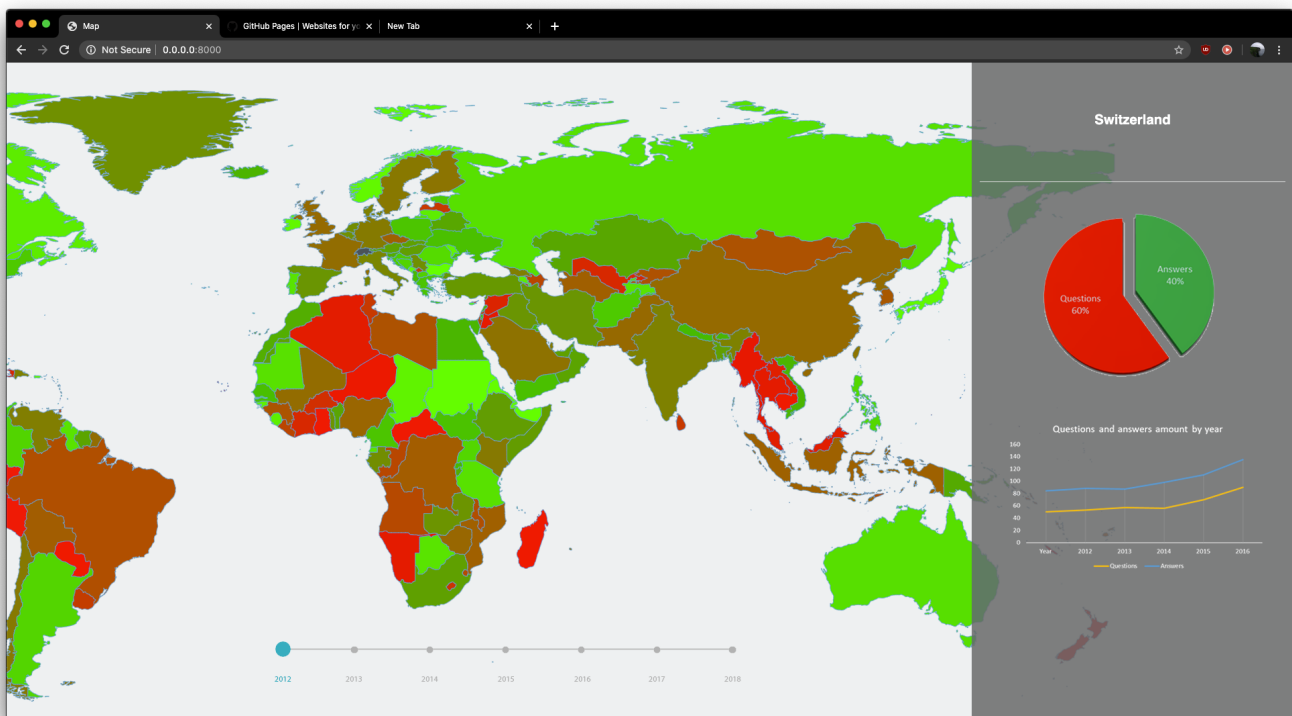 Map
GitHub Pages | Websites for yo
New Tab
Not Secure | 0.0.0.0:8000
Switzerland
Answers
40%
Questions
60%
Questions and answers amount by year
160
140
120
100
80
60
40
20
0
Year 2012 2013 2014 2015 2016
Questions Answers
2012 2013 2014 2015 2016 2017 2018